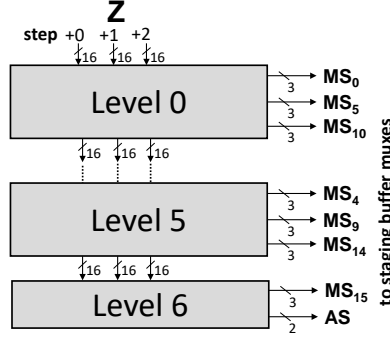 Z
step +0 +1 +2
16 16 16
Level 0
3 MS0
3 MS5
3 MS10
16 16 16
Level 5
3 MS4
3 MS9
3 MS14
16 16 16
Level 6
3 MS15
2 AS
to staging buffer muxes